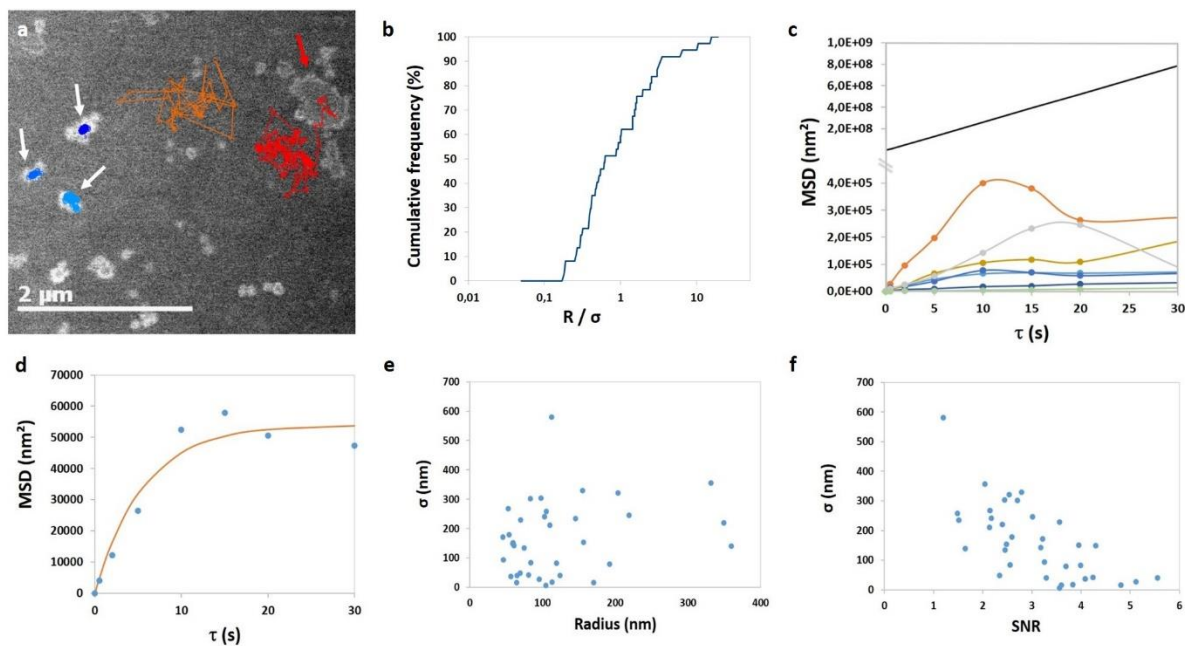 a
2 µm
b
Cumulative frequency (%)
100
90
80
70
60
50
40
30
20
10
0
0,01
0,1
1
10
R / σ
c
MSD (nm²)
1,0E+09
8,0E+08
6,0E+08
4,0E+08
2,0E+08
4,0E+05
3,0E+05
2,0E+05
1,0E+05
0,0E+00
0
5
10
15
20
25
30
τ (s)
d
MSD (nm²)
70000
60000
50000
40000
30000
20000
10000
0
0
10
20
30
τ (s)
e
σ (nm)
700
600
500
400
300
200
100
0
0
100
200
300
400
Radius (nm)
f
σ (nm)
700
600
500
400
300
200
100
0
0
1
2
3
4
5
6
SNR